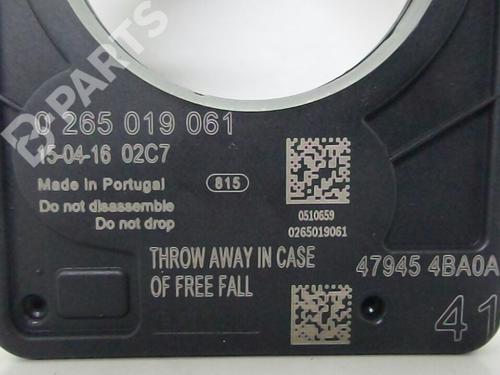 B PARTS
0 265 019 061
15-04-16 02C7
Made in Portugal
815
Do not disassemble
Do not drop
0510659
0265019061
THROW AWAY IN CASE
OF FREE FALL
47945 4BA0A
41